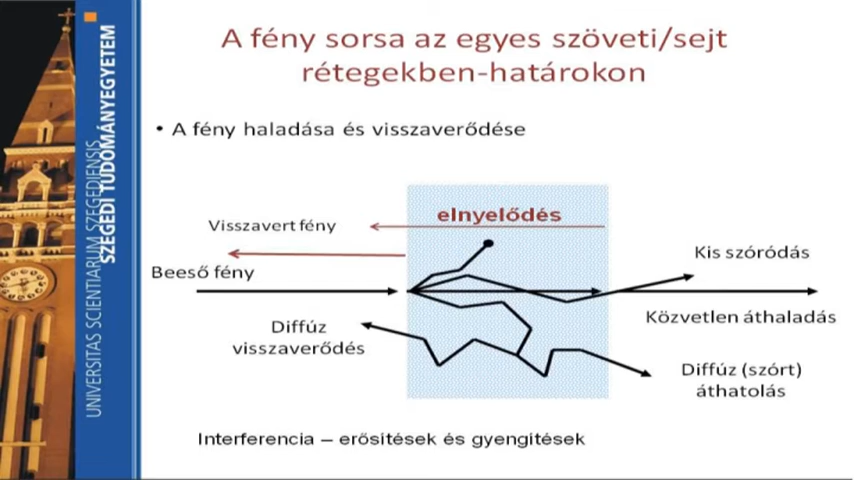 A fény sorsa az egyes szöveti/sejt
rétegekben-határokon
• A fény haladása és visszaverődése
elnyelődés
Visszavert fény
Kis szóródás
Beeső fény
Közvetlen áthaladás
Diffúz
visszaverődés
Diffúz (szórt)
áthatolás
Interferencia – erősítések és gyengitések
UNIVERSITAS SCIENTIARUM SZEGEDIENSIS
SZEGEDI TUDOMÁNYEGYETEM